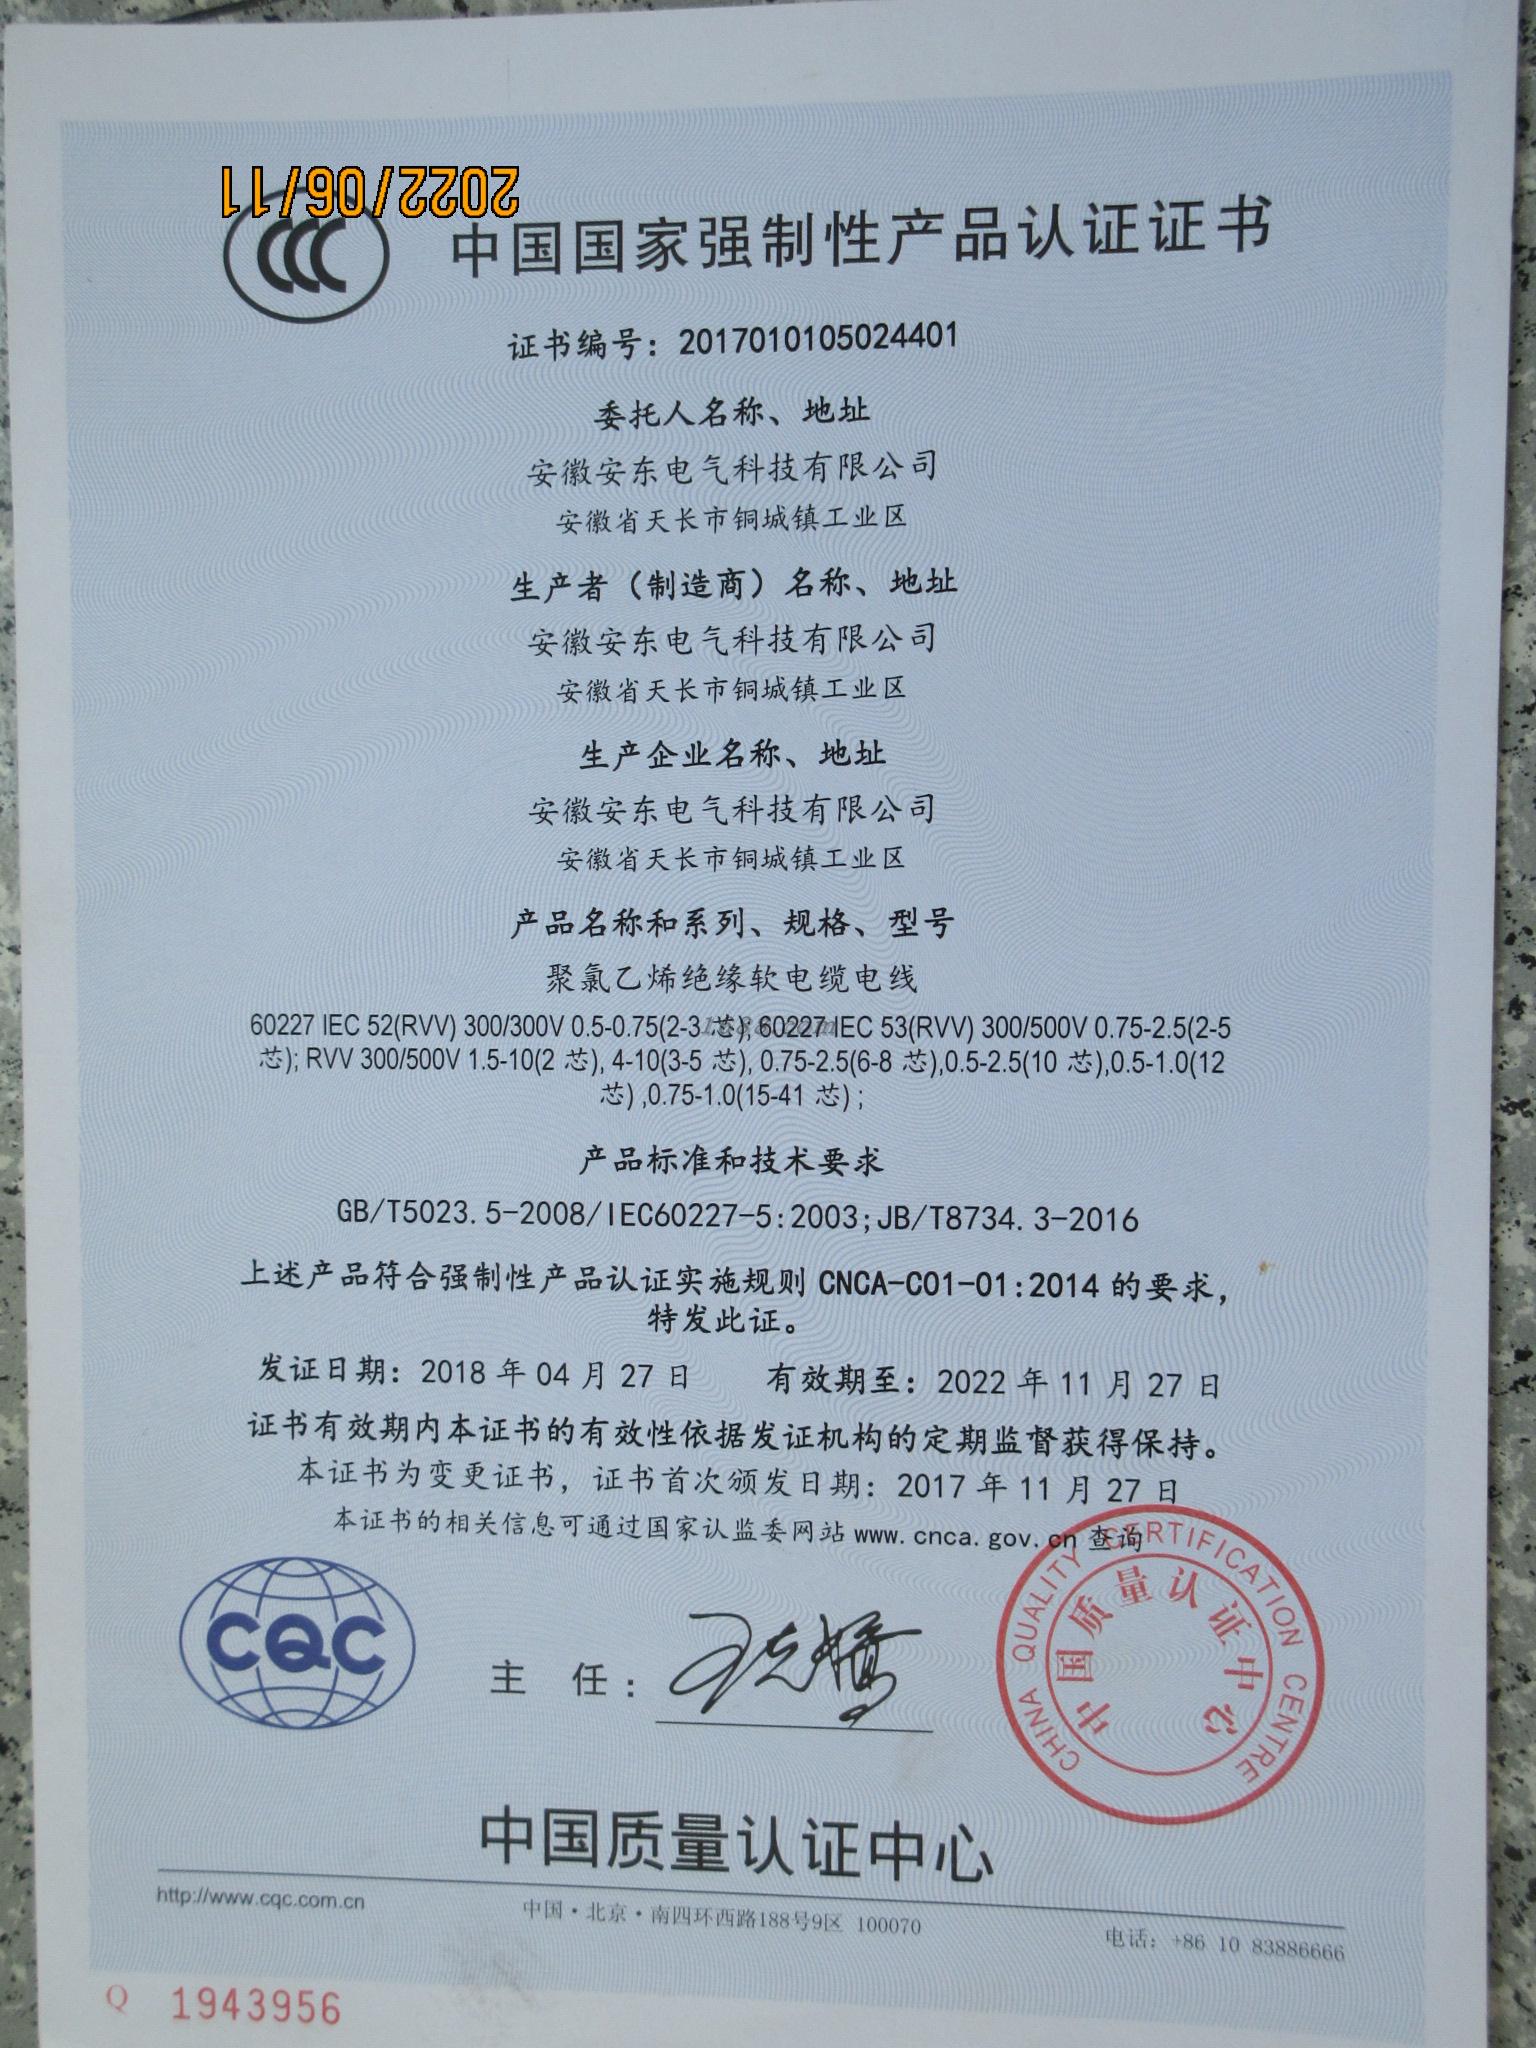 2022/06/11
CCC
中国国家强制性产品认证证书
证书编号：2017010105024401
委托人名称、地址
安徽安东电气科技有限公司
安徽省天长市铜城镇工业区
生产者（制造商）名称、地址
安徽安东电气科技有限公司
安徽省天长市铜城镇工业区
生产企业名称、地址
安徽安东电气科技有限公司
安徽省天长市铜城镇工业区
产品名称和系列、规格、型号
聚氯乙烯绝缘软电缆电线
60227 IEC 52(RVV) 300/300V 0.5-0.75(2-3 芯); 60227 IEC 53(RVV) 300/500V 0.75-2.5(2-5
芯); RVV 300/500V 1.5-10(2 芯), 4-10(3-5 芯), 0.75-2.5(6-8 芯),0.5-2.5(10 芯),0.5-1.0(12
芯) ,0.75-1.0(15-41 芯) ;
1688.com
产品标准和技术要求
GB/T5023.5-2008/IEC60227-5:2003;JB/T8734.3-2016
上述产品符合强制性产品认证实施规则 CNCA-C01-01:2014 的要求，
特发此证。
发证日期：2018 年 04 月 27 日 有效期至：2022 年 11 月 27 日
证书有效期内本证书的有效性依据发证机构的定期监督获得保持。
本证书为变更证书，证书首次颁发日期：2017 年 11 月 27 日
本证书的相关信息可通过国家认监委网站 www.cnca.gov.cn 查询
CQC
主 任：
CHINA QUALITY CERTIFICATION CENTRE
中国质量认证中心
中国质量认证中心
http://www.cqc.com.cn
中国·北京·南四环西路188号9区 100070
电话：+86 10 83886666
Q 1943956